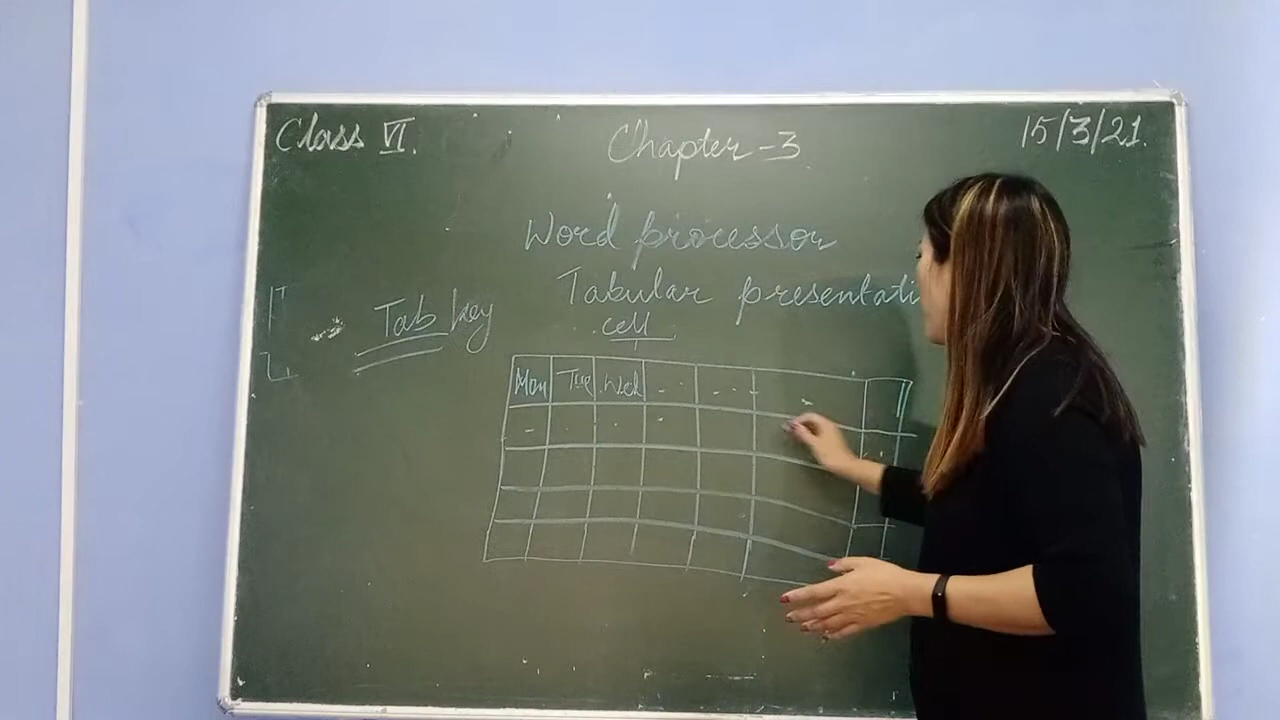 Class VI.
Chapter-3
15/3/21.
Word processor
Tabular presentati
Tab key
cell
Mon Tue Wed